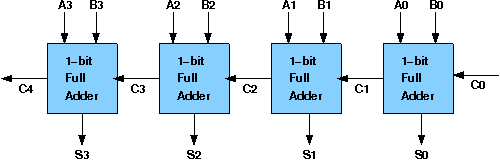 A3 B3 A2 B2 A1 B1 A0 B0
1-bit Full Adder
1-bit Full Adder
1-bit Full Adder
1-bit Full Adder
C4 C3 C2 C1 C0
S3 S2 S1 S0